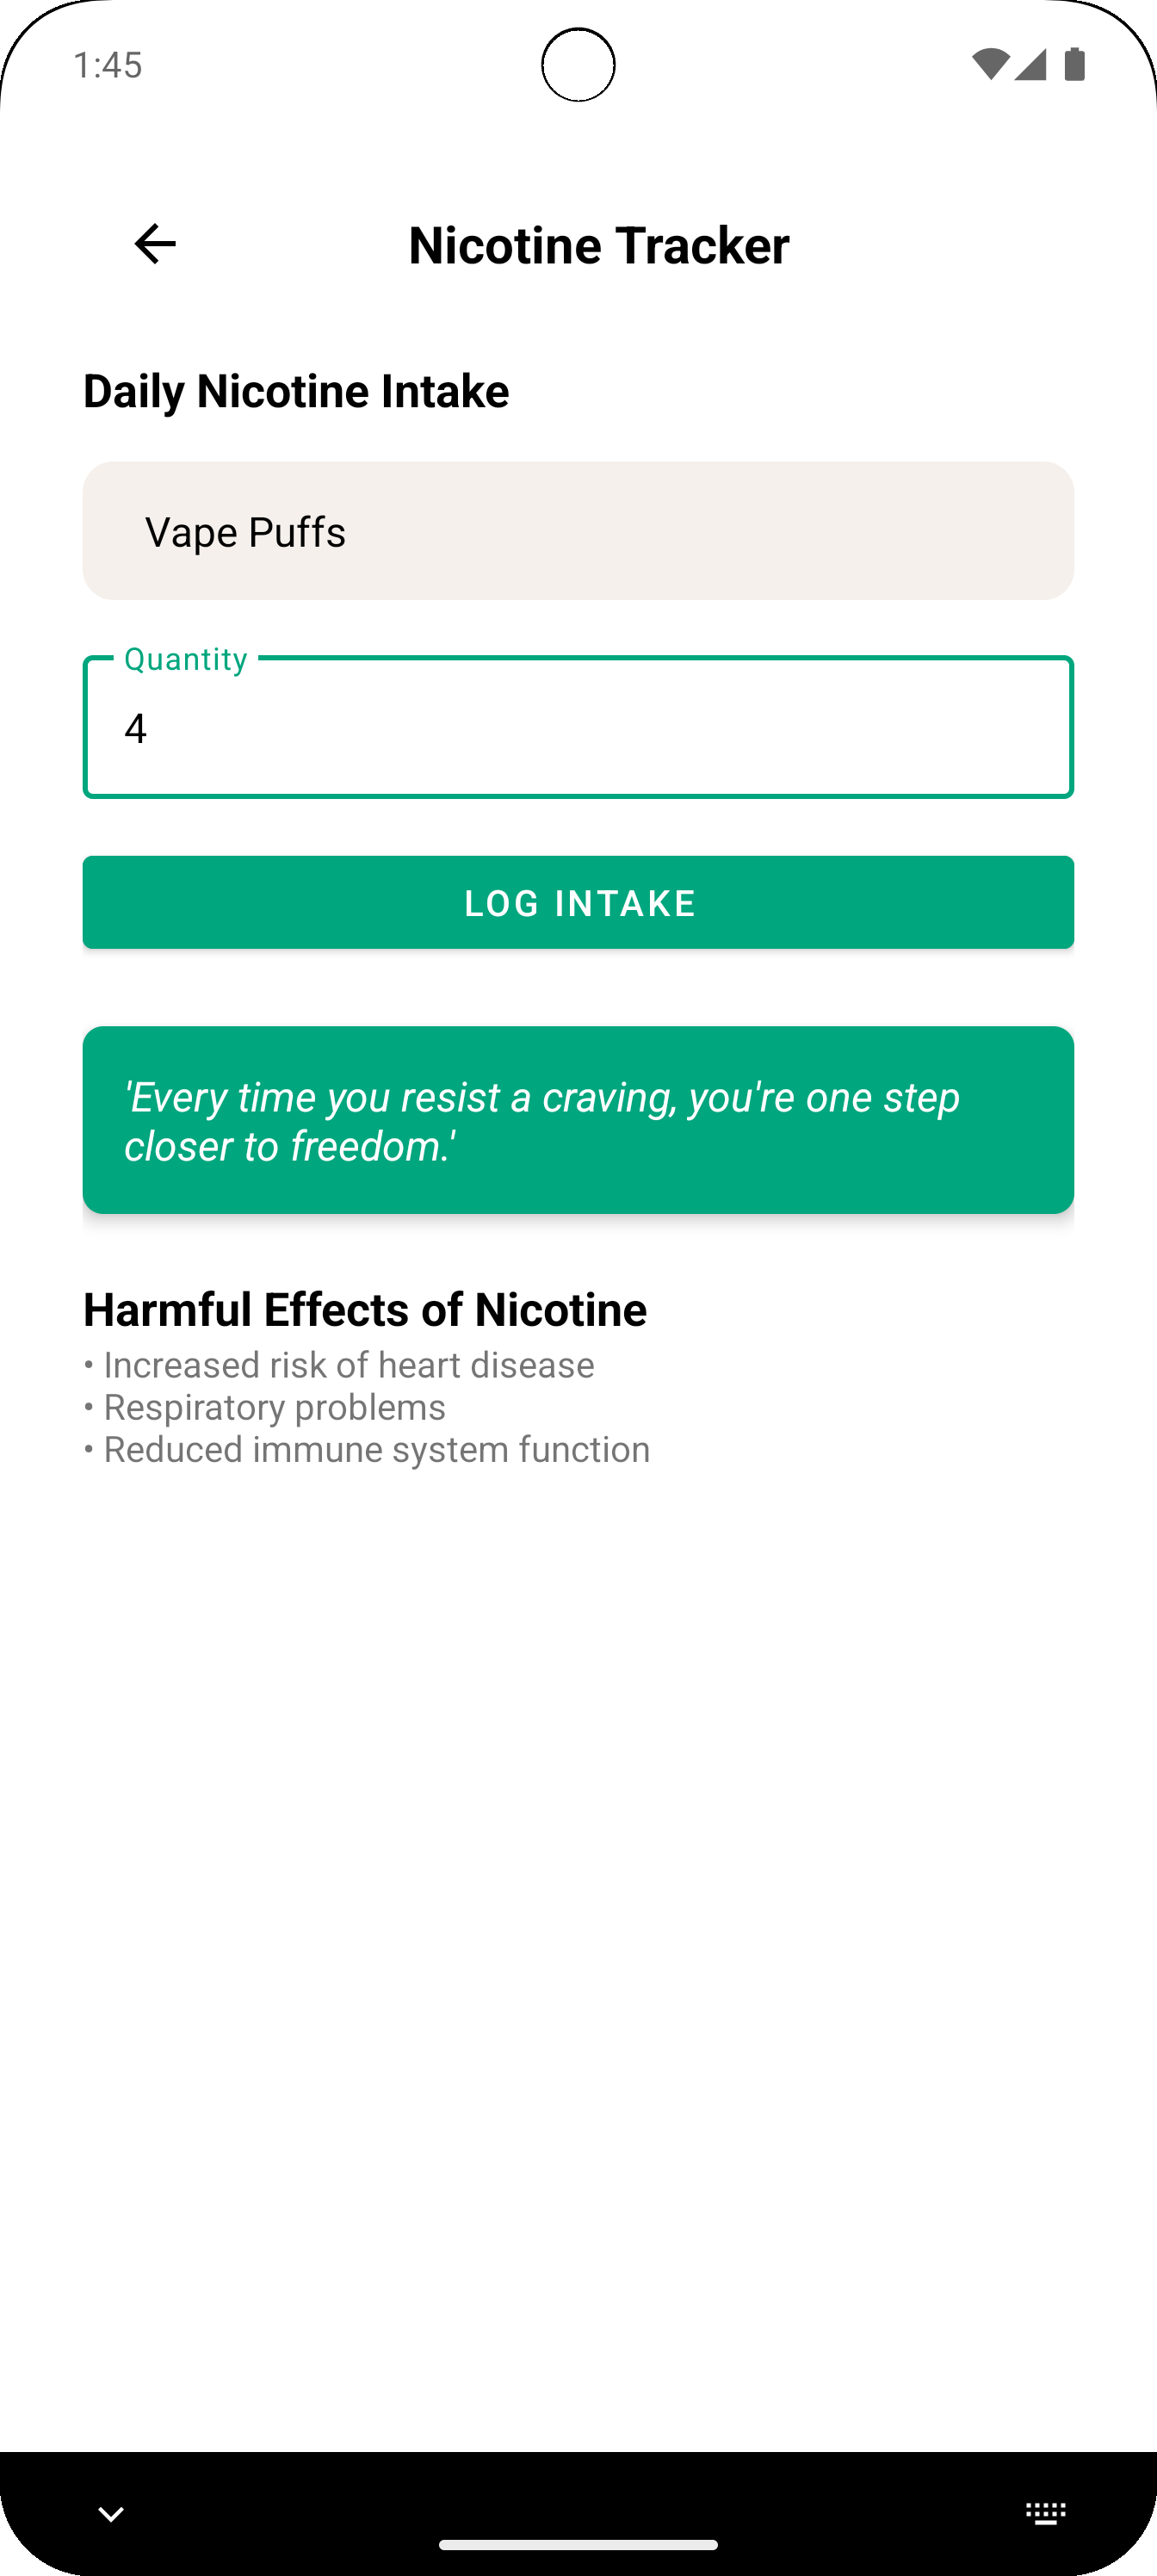 1:45
Nicotine Tracker
Daily Nicotine Intake
Vape Puffs
Quantity
4
LOG INTAKE
'Every time you resist a craving, you're one step
closer to freedom.'
Harmful Effects of Nicotine
• Increased risk of heart disease
• Respiratory problems
• Reduced immune system function